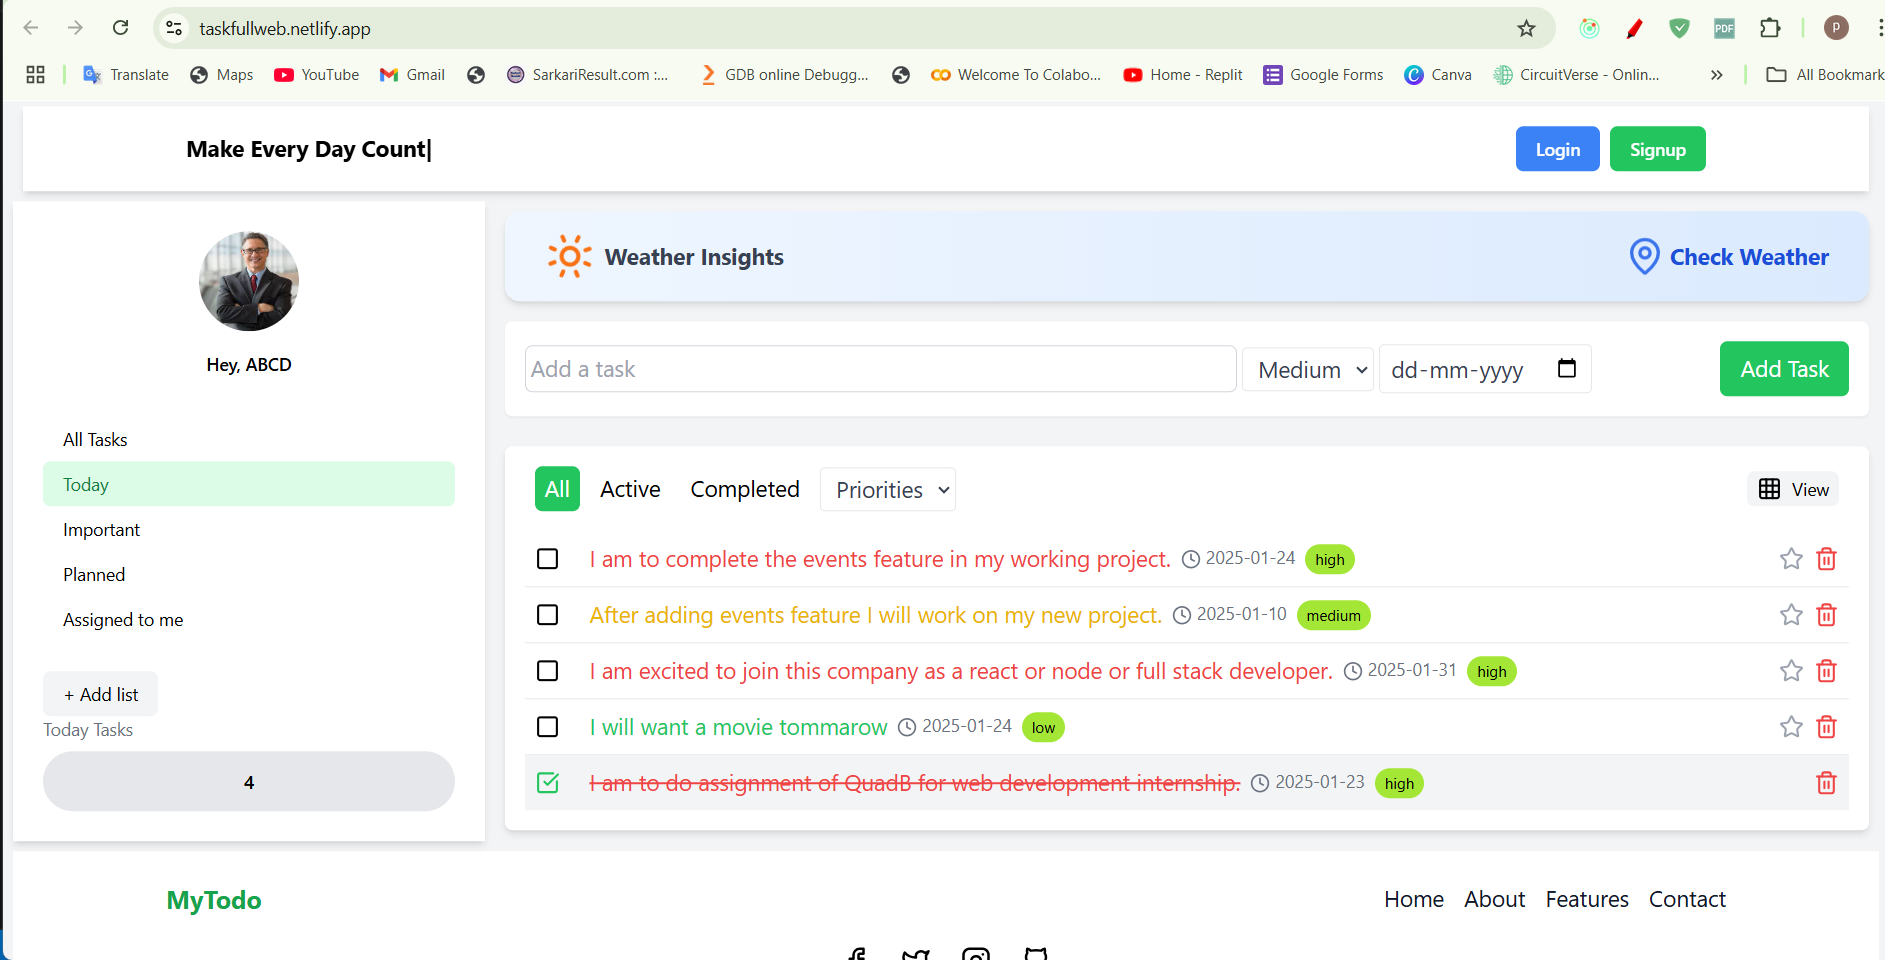 taskfullweb.netlify.app
Translate Maps YouTube Gmail SarkariResult.com :... GDB online Debugg... Welcome To Colabo... Home - Replit Google Forms Canva CircuitVerse - Onlin... » All Bookmark
PDF
P
Make Every Day Count|
Login Signup
Hey, ABCD
All Tasks
Today
Important
Planned
Assigned to me
+ Add list
Today Tasks
4
Weather Insights
Check Weather
Add a task Medium dd-mm-yyyy Add Task
All Active Completed Priorities View
I am to complete the events feature in my working project. 2025-01-24 high
After adding events feature I will work on my new project. 2025-01-10 medium
I am excited to join this company as a react or node or full stack developer. 2025-01-31 high
I will want a movie tommarow 2025-01-24 low
I am to do assignment of QuadB for web development internship. 2025-01-23 high
MyTodo
Home About Features Contact